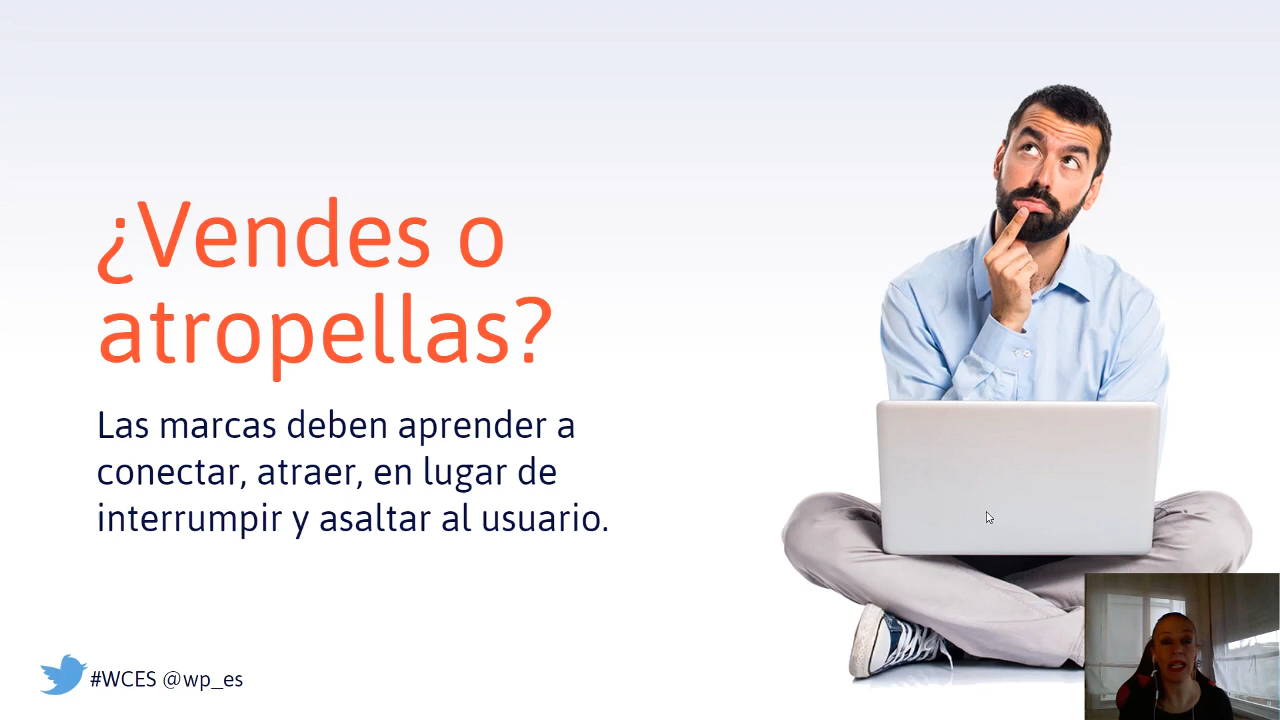 ¿Vendes o
atropellas?
Las marcas deben aprender a
conectar, atraer, en lugar de
interrumpir y asaltar al usuario.
#WCES @wp_es